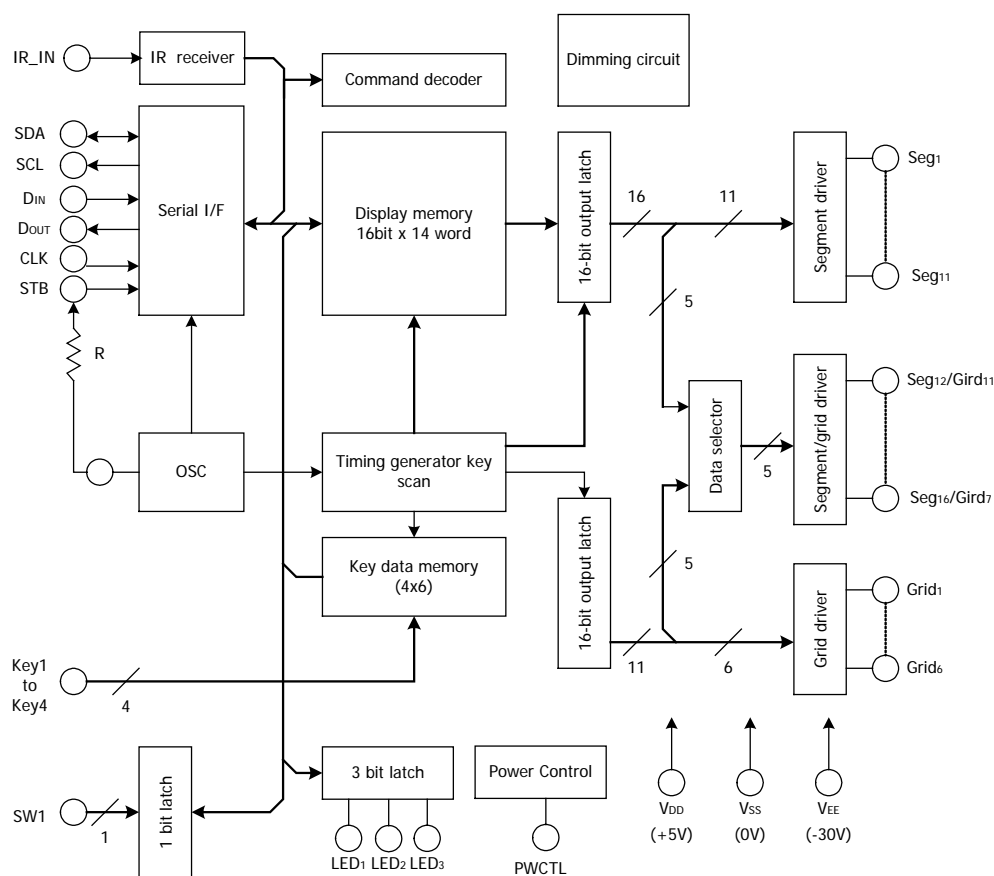 IR_IN
IR receiver
Command decoder
Dimming circuit
SDA
SCL
DIN
DOUT
CLK
STB
R
Serial I/F
Display memory
16bit x 14 word
16-bit output latch
16
11
5
Segment driver
Seg1
Seg11
OSC
Timing generator key
scan
Data selector
5
Segment/grid driver
Seg12/Gird11
Seg16/Gird7
Key data memory
(4x6)
16-bit output latch
5
11
6
Grid driver
Grid1
Grid6
Key1
to
Key4
4
SW1
1
1 bit latch
3 bit latch
LED1
LED2
LED3
Power Control
PWCTL
VDD
(+5V)
VSS
(0V)
VEE
(-30V)